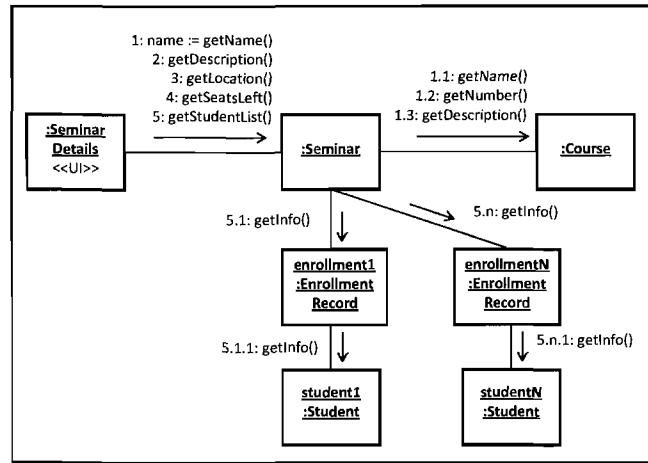 1: name := getName()
2: getDescription()
3: getLocation()
4: getSeatsLeft()
5: getStudentList()
1.1: getName()
1.2: getNumber()
1.3: getDescription()
:Seminar
Details
<<UI>>
:Seminar
:Course
5.1: getInfo()
5.n: getInfo()
enrollment1
:Enrollment
Record
enrollmentN
:Enrollment
Record
5.1.1: getInfo()
5.n.1: getInfo()
student1
:Student
studentN
:Student